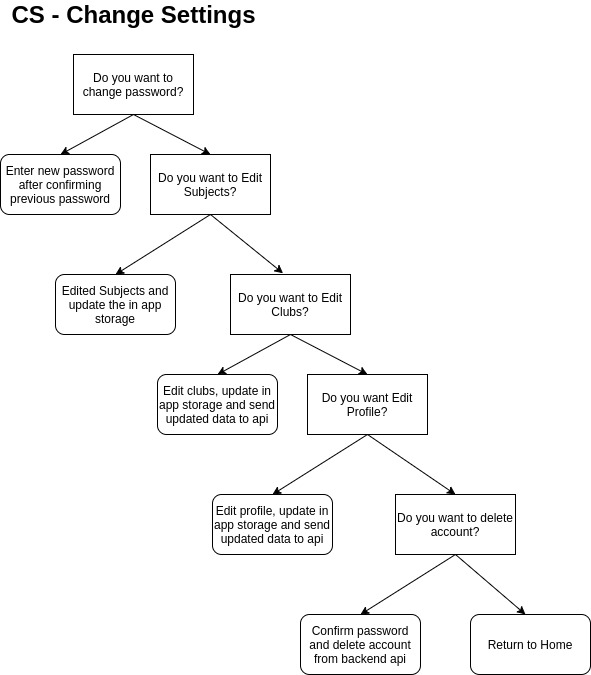 CS - Change Settings
Do you want to
change password?
Enter new password
after confirming
previous password
Do you want to Edit
Subjects?
Edited Subjects and
update the in app
storage
Do you want to Edit
Clubs?
Edit clubs, update in
app storage and send
updated data to api
Do you want Edit
Profile?
Edit profile, update in
app storage and send
updated data to api
Do you want to delete
account?
Confirm password
and delete account
from backend api
Return to Home